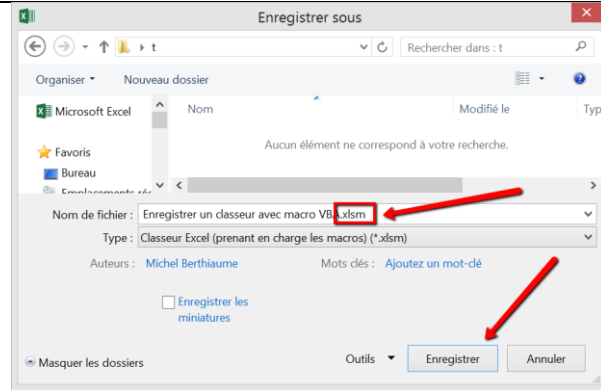 Enregistrer sous
t
Rechercher dans : t
Organiser
Nouveau dossier
Microsoft Excel
Nom
Modifié le
Typ
Aucun élément ne correspond à votre recherche.
Favoris
Bureau
Emplacements
Nom de fichier : Enregistrer un classeur avec macro VBA.xlsm
Type : Classeur Excel (prenant en charge les macros) (*.xlsm)
Auteurs : Michel Berthiaume
Mots clés : Ajoutez un mot-clé
Enregistrer les
miniatures
Masquer les dossiers
Outils
Enregistrer
Annuler